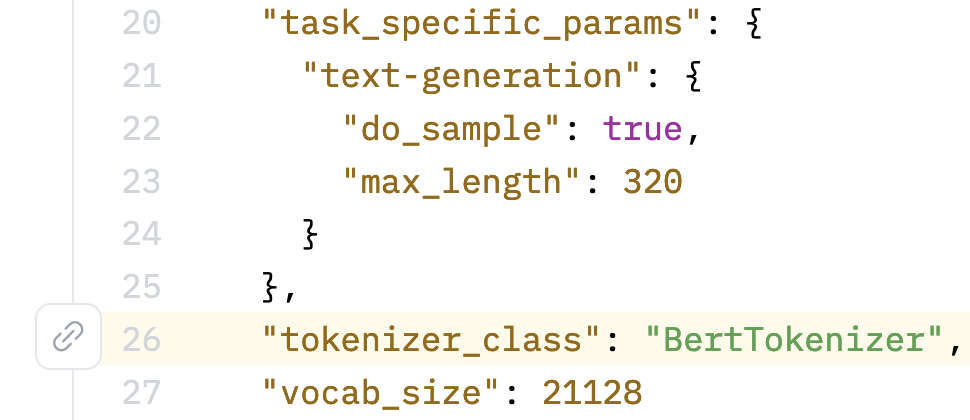 20 "task_specific_params": {
21 "text-generation": {
22 "do_sample": true,
23 "max_length": 320
24 }
25 },
26 "tokenizer_class": "BertTokenizer",
27 "vocab_size": 21128